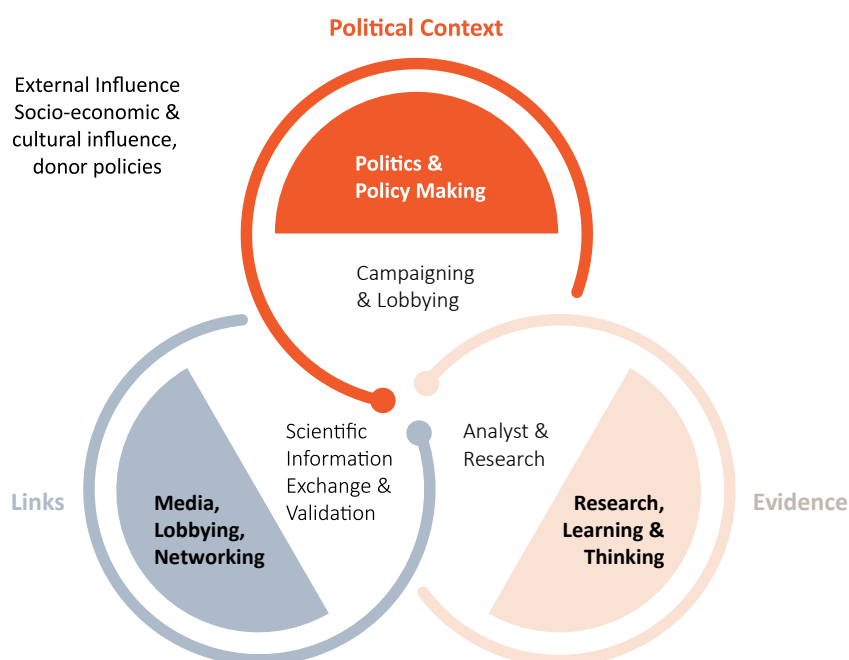 Political Context
External Influence
Socio-economic &
cultural influence,
donor policies
Politics &
Policy Making
Campaigning
& Lobbying
Scientific
Information
Exchange &
Validation
Analyst &
Research
Links
Media,
Lobbying,
Networking
Research,
Learning &
Thinking
Evidence